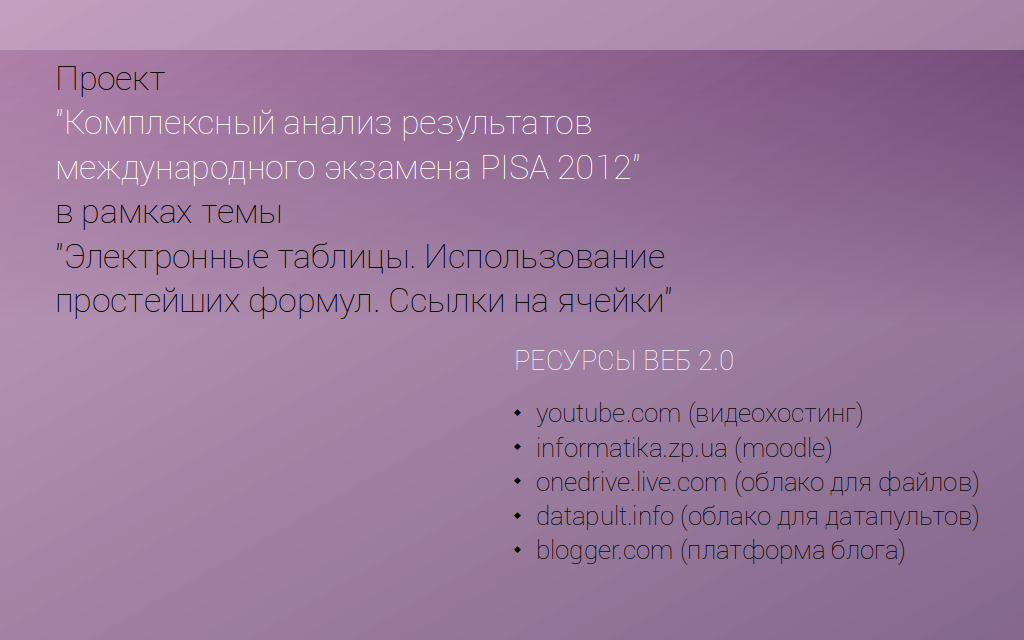 Проект
"Комплексный анализ результатов
международного экзамена PISA 2012"
в рамках темы
"Электронные таблицы. Использование
простейших формул. Ссылки на ячейки"
РЕСУРСЫ ВЕБ 2.0
• youtube.com (видеохостинг)
• informatika.zp.ua (moodle)
• onedrive.live.com (облако для файлов)
• datapult.info (облако для датапультов)
• blogger.com (платформа блога)